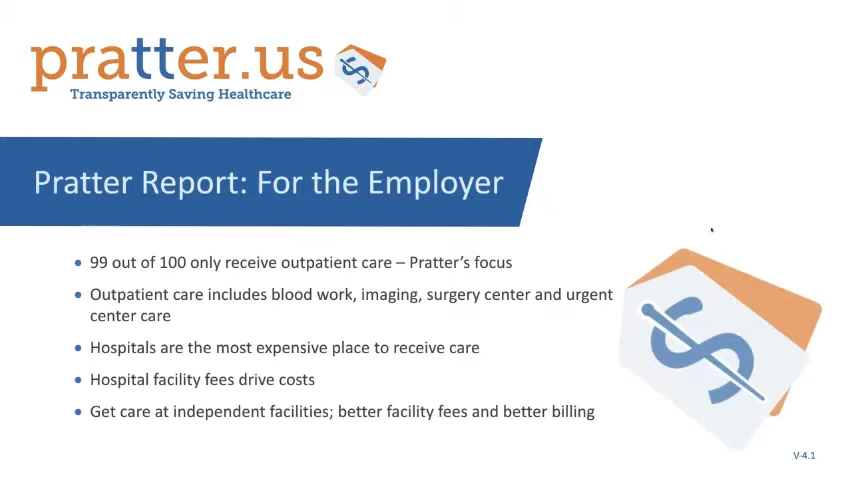 pratter.us
Transparently Saving Healthcare
Pratter Report: For the Employer
• 99 out of 100 only receive outpatient care – Pratter's focus
• Outpatient care includes blood work, imaging, surgery center and urgent
center care
• Hospitals are the most expensive place to receive care
• Hospital facility fees drive costs
• Get care at independent facilities; better facility fees and better billing
V-4.1